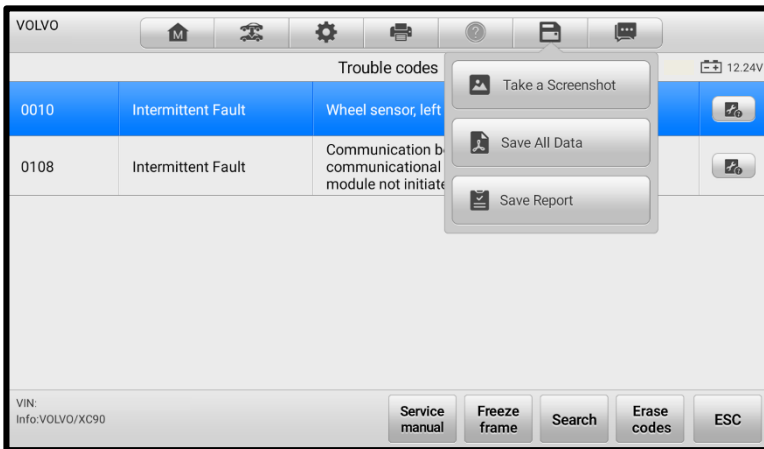 VOLVO
M
Trouble codes
12.24V
Take a Screenshot
0010
Intermittent Fault
Wheel sensor, left
Save All Data
0108
Intermittent Fault
Communication
communicational
module not
Save Report
VIN:
Info:VOLVO/XC90
Service
manual
Freeze
frame
Search
Erase
codes
ESC